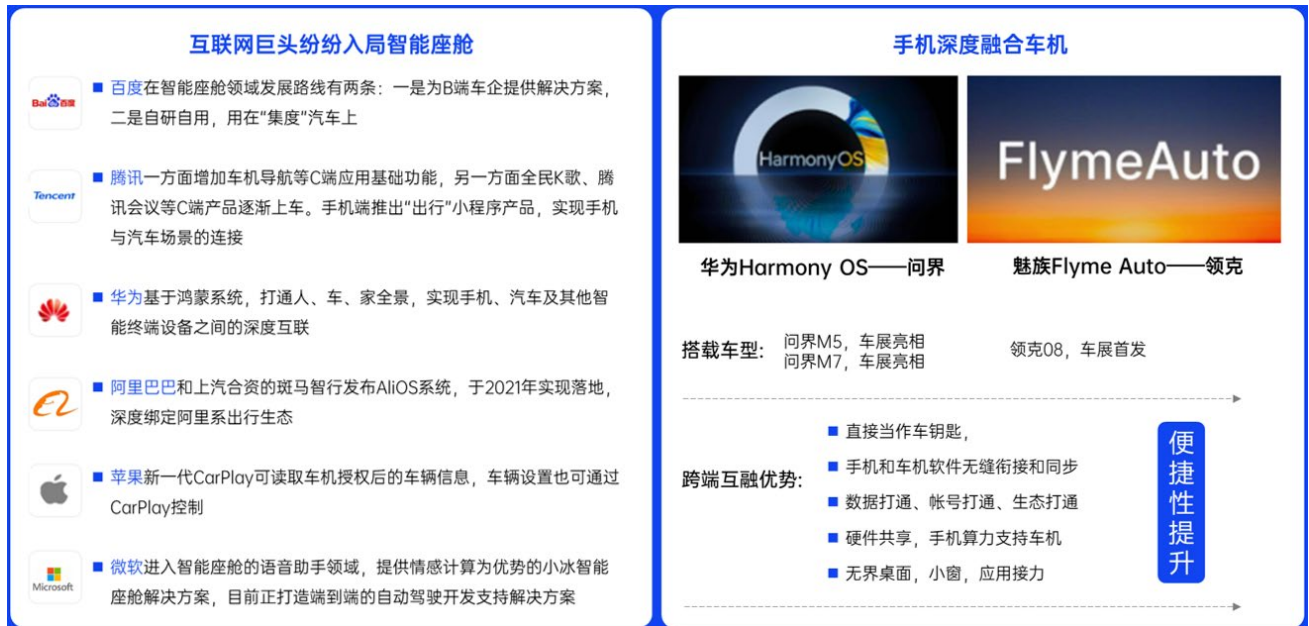 互联网巨头纷纷入局智能座舱
Bai 百度
百度在智能座舱领域发展路线有两条：一是为B端车企提供解决方案，
二是自研自用，用在“集度”汽车上
Tencent
腾讯一方面增加车机导航等C端应用基础功能，另一方面全民K歌、腾
讯会议等C端产品逐渐上车。手机端推出“出行”小程序产品，实现手机
与汽车场景的连接
华为基于鸿蒙系统，打通人、车、家全景，实现手机、汽车及其他智
能终端设备之间的深度互联
阿里巴巴和上汽合资的斑马智行发布AliOS系统，于2021年实现落地，
深度绑定阿里系出行生态
苹果新一代CarPlay可读取车机授权后的车辆信息，车辆设置也可通过
CarPlay控制
Microsoft
微软进入智能座舱的语音助手领域，提供情感计算为优势的小冰智能
座舱解决方案，目前正打造端到端的自动驾驶开发支持解决方案
手机深度融合车机
HarmonyOS
FlymeAuto
华为Harmony OS——问界
魅族Flyme Auto——领克
搭载车型:
问界M5，车展亮相
问界M7，车展亮相
领克08，车展首发
跨端互融优势:
直接当作车钥匙，
手机和车机软件无缝衔接和同步
数据打通、帐号打通、生态打通
硬件共享，手机算力支持车机
无界桌面，小窗，应用接力
便捷性提升